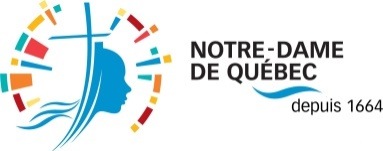 NOTRE-DAME
DE QUÉBEC
depuis 1664